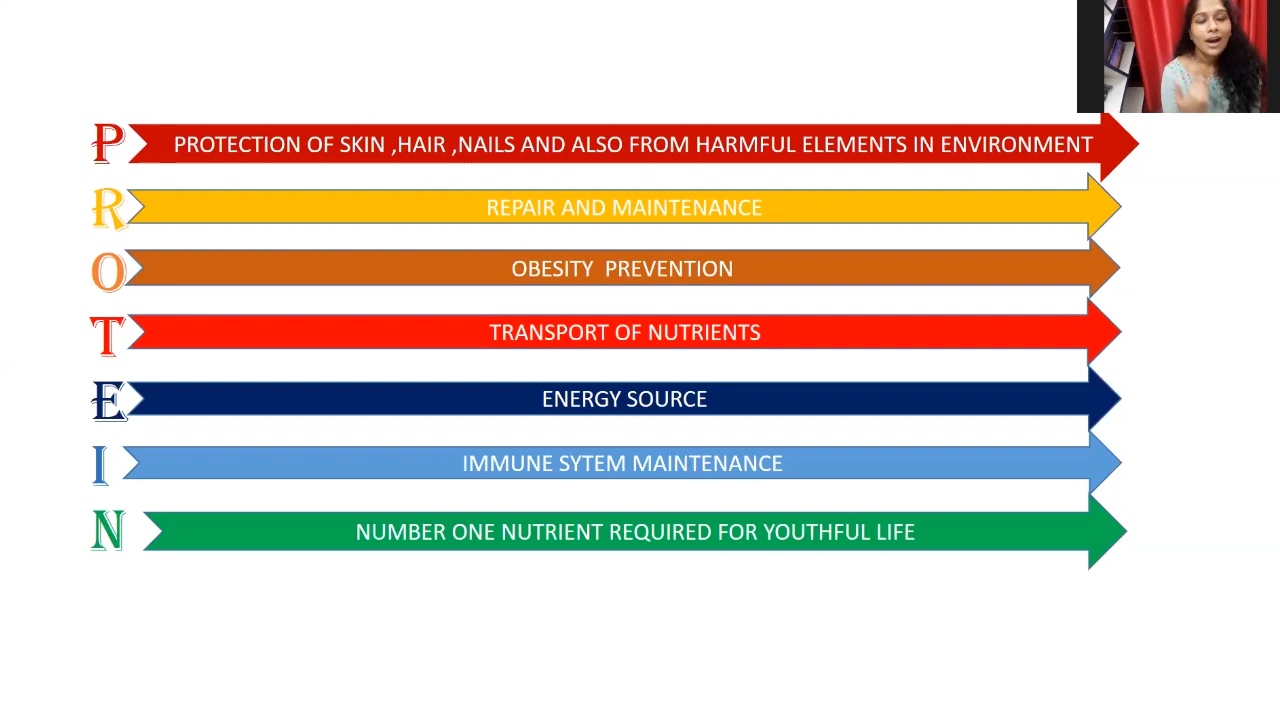 P PROTECTION OF SKIN ,HAIR ,NAILS AND ALSO FROM HARMFUL ELEMENTS IN ENVIRONMENT
R REPAIR AND MAINTENANCE
O OBESITY  PREVENTION
T TRANSPORT OF NUTRIENTS
E ENERGY SOURCE
I IMMUNE SYTEM MAINTENANCE
N NUMBER ONE NUTRIENT REQUIRED FOR YOUTHFUL LIFE